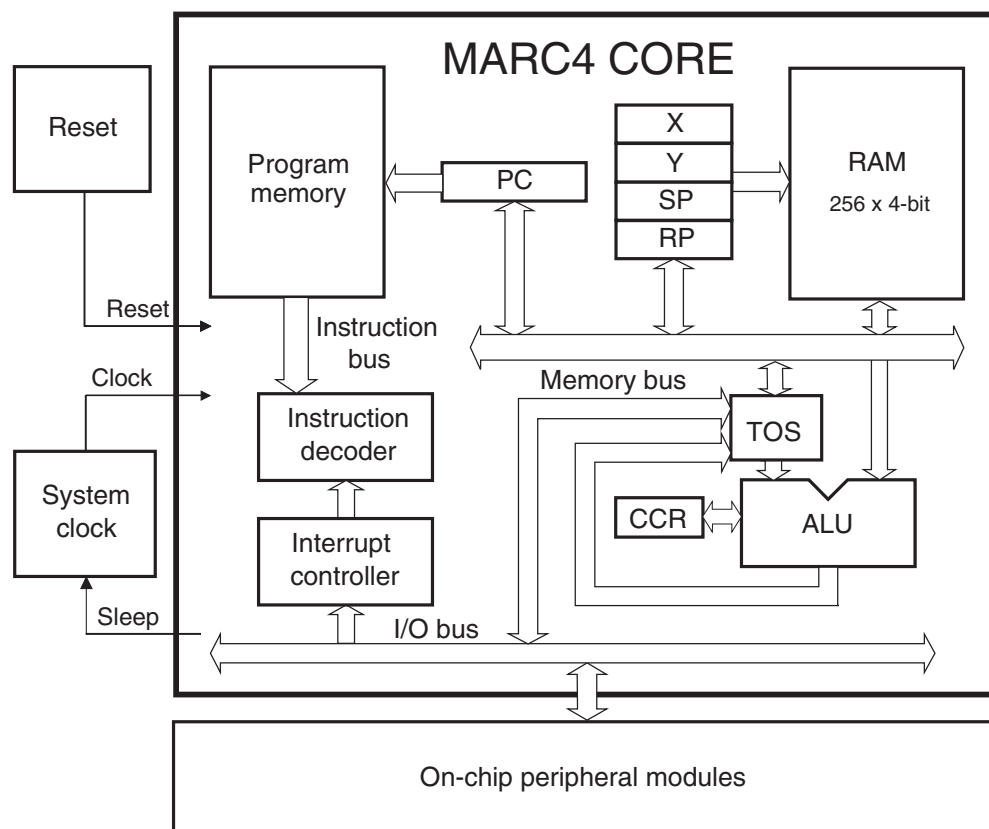 MARC4 CORE
Reset
Program
memory
PC
X
Y
SP
RP
RAM
256 x 4-bit
Reset
Instruction
bus
Clock
Memory bus
Instruction
decoder
TOS
System
clock
CCR
ALU
Interrupt
controller
Sleep
I/O bus
On-chip peripheral modules